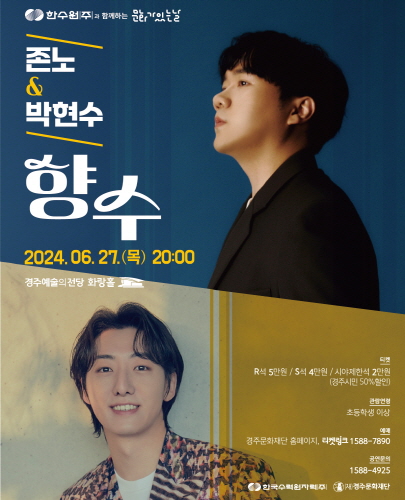 한수원(주)과 함께하는 문화가있는날
존노
&
박현수
향수
2024. 06. 27.(목) 20:00
경주예술의전당 화랑홀
티켓
R석 5만원 / S석 4만원 / 시야제한석 2만원
(경주시민 50%할인)
관람연령
초등학생 이상
예매
경주문화재단 홈페이지, 티켓링크 1588-7890
공연문의
1588-4925
한국수력원자력(주) (재)경주문화재단